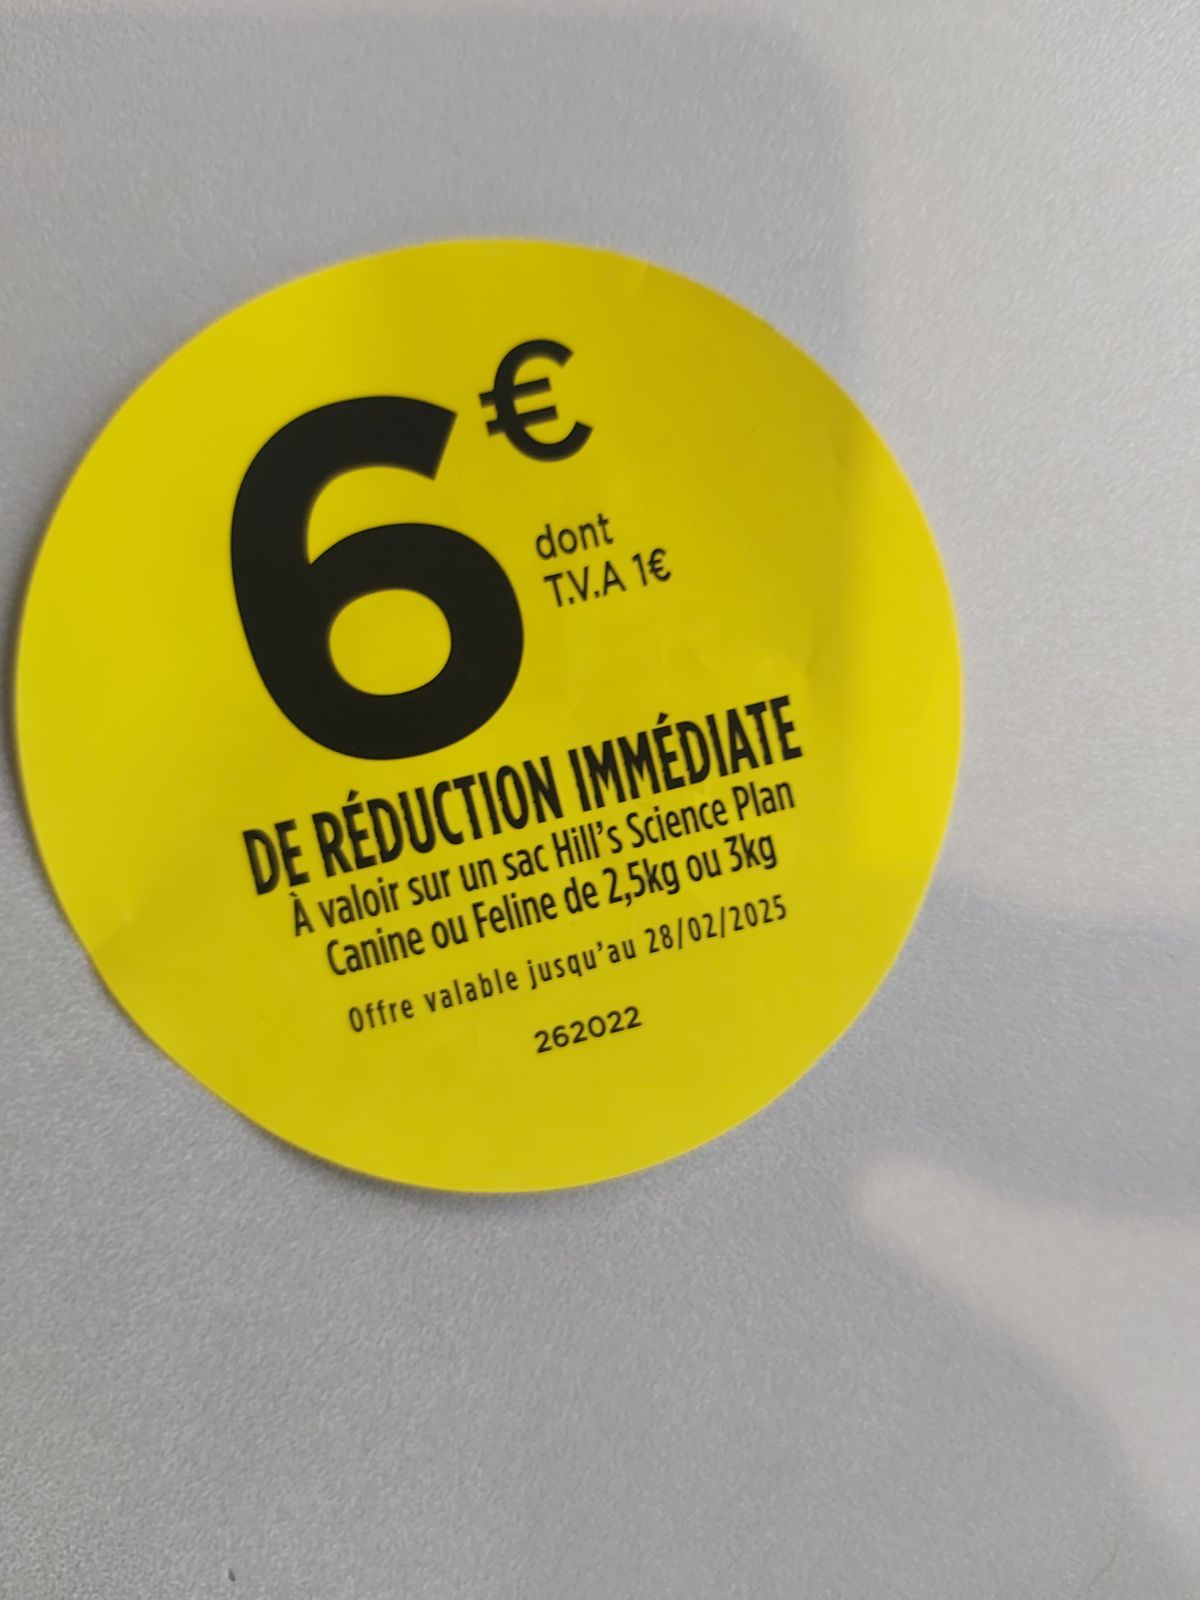 6€
dont
T.V.A 1€
DE RÉDUCTION IMMÉDIATE
À valoir sur un sac Hill's Science Plan
Canine ou Feline de 2,5kg ou 3kg
Offre valable jusqu'au 28/02/2025
262022